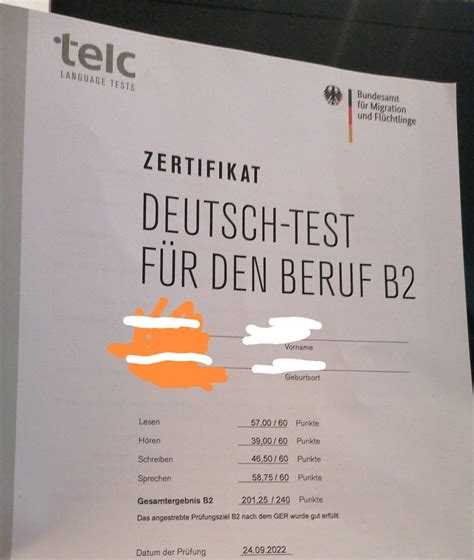 telc
LANGUAGE TESTS
Bundesamt
für Migration
und Flüchtlinge
ZERTIFIKAT
DEUTSCH-TEST
FÜR DEN BERUF B2
Vorname
Geburtsort
Lesen 57,00 / 60 Punkte
Hören 39,00 / 60 Punkte
Schreiben 46,50 / 60 Punkte
Sprechen 58,75 / 60 Punkte
Gesamtergebnis B2 201,25 / 240 Punkte
Das angestrebte Prüfungsziel B2 nach dem GER wurde gut erfüllt.
Datum der Prüfung 24.09.2022